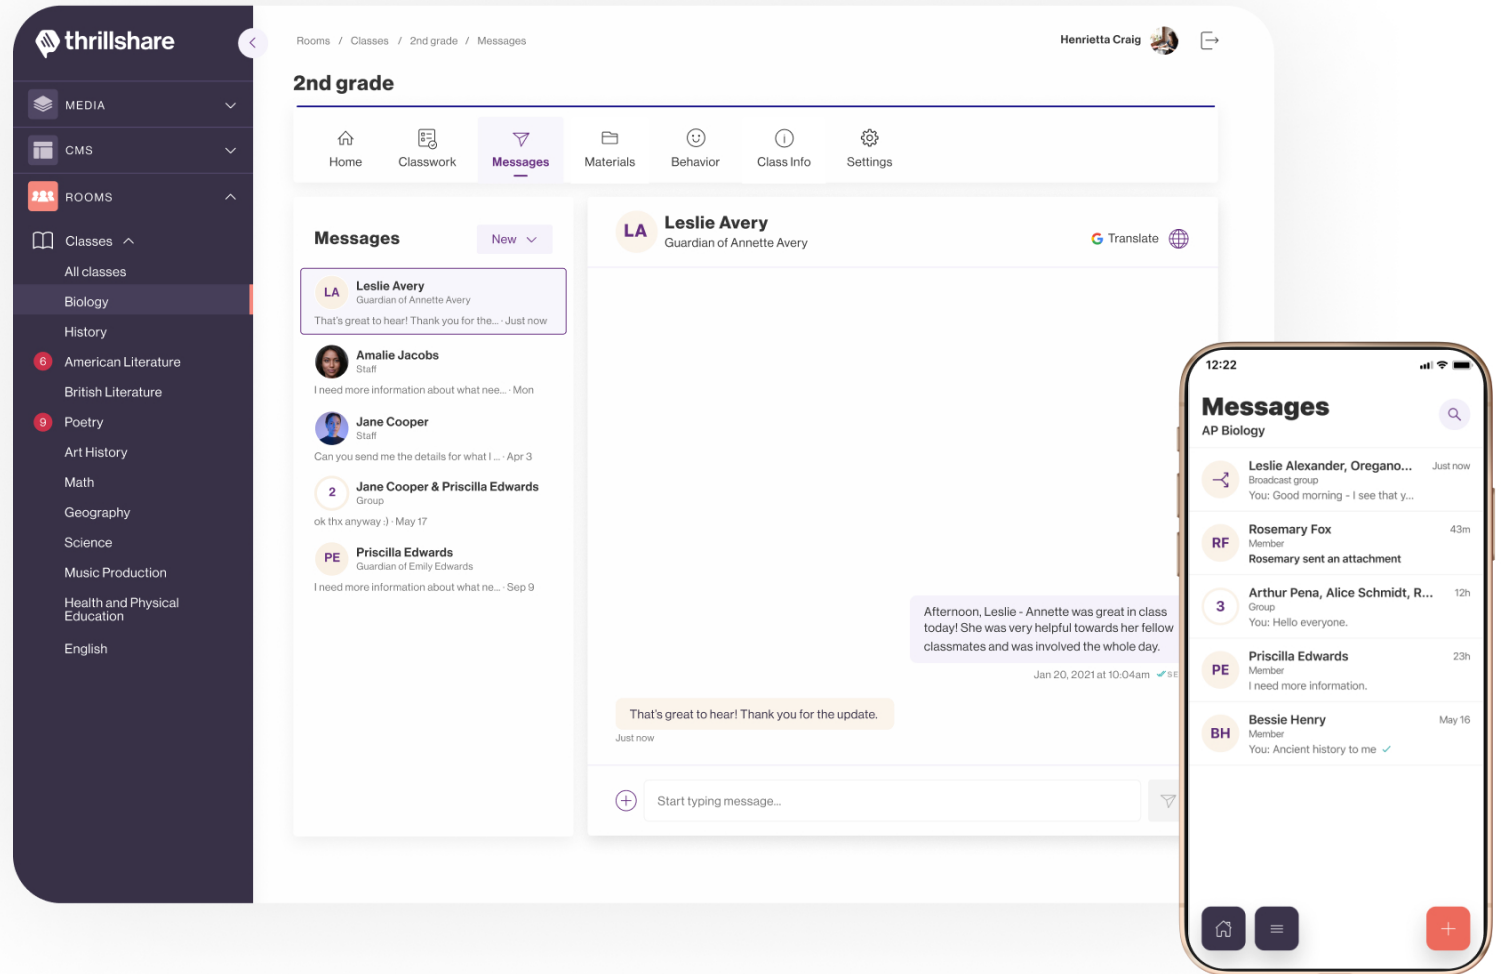 thrillshare
MEDIA
CMS
ROOMS
Classes
All classes
Biology
History
6 American Literature
British Literature
9 Poetry
Art History
Math
Geography
Science
Music Production
Health and Physical
Education
English
Rooms / Classes / 2nd grade / Messages
Henrietta Craig
2nd grade
Home
Classwork
Messages
Materials
Behavior
Class Info
Settings
Messages
New
LA
Leslie Avery
Guardian of Annette Avery
That's great to hear! Thank you for the... · Just now
Amalie Jacobs
Staff
I need more information about what nee... · Mon
Jane Cooper
Staff
Can you send me the details for what I ... · Apr 3
2
Jane Cooper & Priscilla Edwards
Group
ok thx anyway :) · May 17
PE
Priscilla Edwards
Guardian of Emily Edwards
I need more information about what ne... · Sep 9
LA
Leslie Avery
Guardian of Annette Avery
G Translate
Afternoon, Leslie - Annette was great in class
today! She was very helpful towards her fellow
classmates and was involved the whole day.
Jan 20, 2021 at 10:04am
That's great to hear! Thank you for the update.
Just now
Start typing message...
12:22
Messages
AP Biology
Leslie Alexander, Oregano... Just now
Broadcast group
You: Good morning - I see that y...
RF
Rosemary Fox 43m
Member
Rosemary sent an attachment
3
Arthur Pena, Alice Schmidt, R... 12h
Group
You: Hello everyone.
PE
Priscilla Edwards 23h
Member
I need more information.
BH
Bessie Henry May 16
Member
You: Ancient history to me